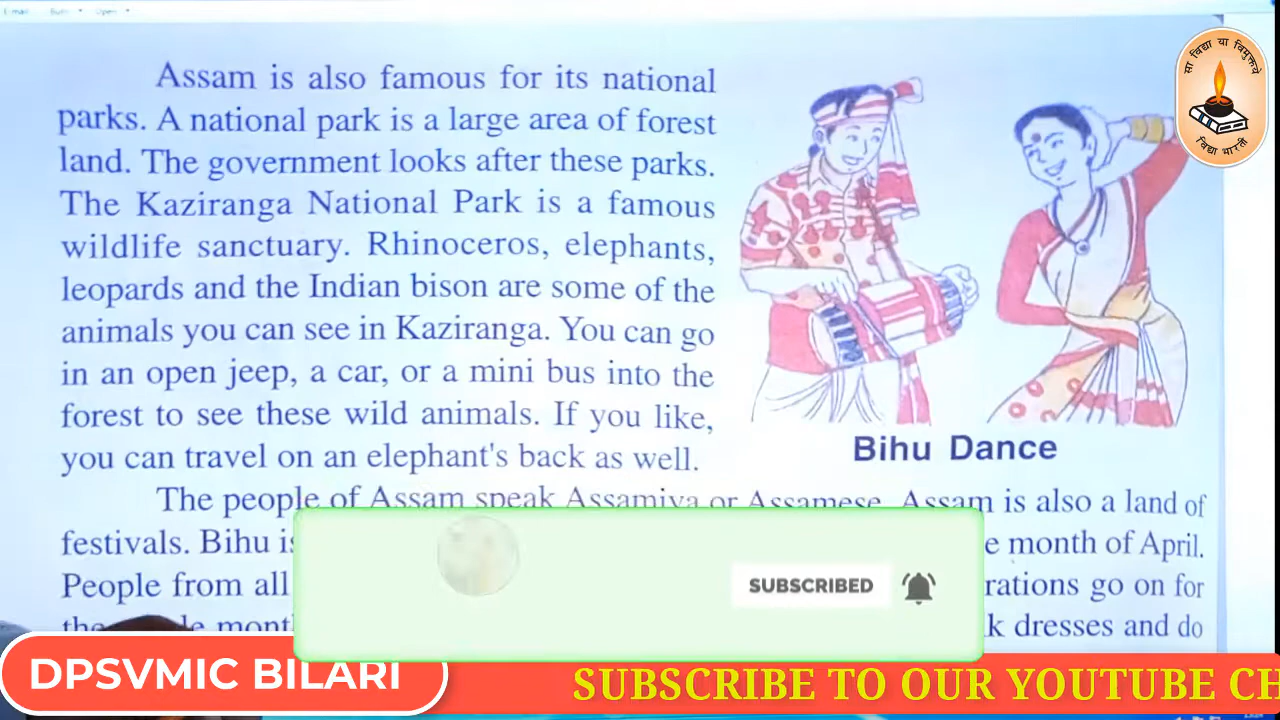 Assam is also famous for its national
parks. A national park is a large area of forest
land. The government looks after these parks.
The Kaziranga National Park is a famous
wildlife sanctuary. Rhinoceros, elephants,
leopards and the Indian bison are some of the
animals you can see in Kaziranga. You can go
in an open jeep, a car, or a mini bus into the
forest to see these wild animals. If you like,
you can travel on an elephant's back as well.
Bihu Dance
The people of Assam speak Assamiya or Assamese. Assam is also a land of
festivals. Bihu is
e month of April.
People from all
rations go on for
k dresses and do
SUBSCRIBED
DPSVMIC BILARI
SUBSCRIBE TO OUR YOUTUBE CH
सा विद्या या विमुक्तये
विद्या भारती